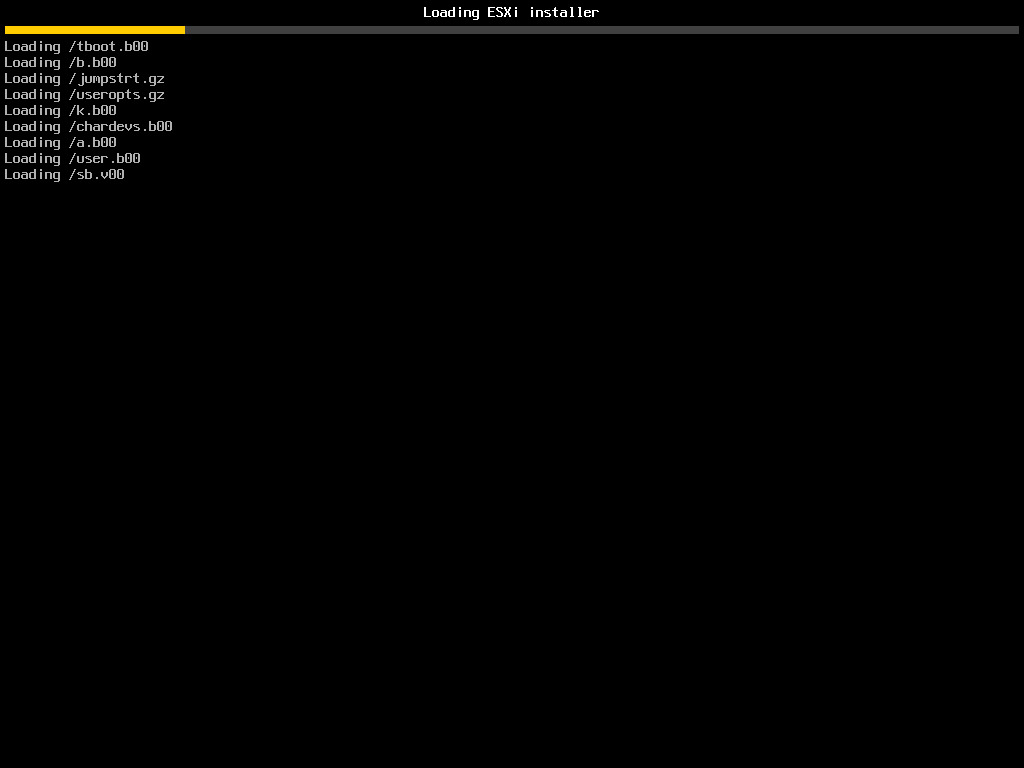 Loading ESXi installer
Loading /tboot.b00
Loading /b.b00
Loading /jumpstrt.gz
Loading /useropts.gz
Loading /k.b00
Loading /chardevs.b00
Loading /a.b00
Loading /user.b00
Loading /sb.v00